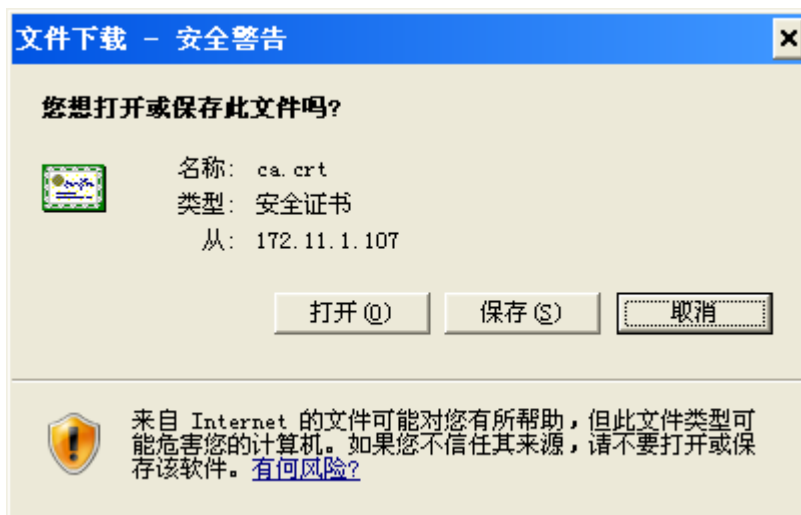 文件下载 - 安全警告
您想打开或保存此文件吗?
名称: ca.crt
类型: 安全证书
从: 172.11.1.107
打开(O) 保存(S) 取消
来自 Internet 的文件可能对您有所帮助，但此文件类型可
能危害您的计算机。如果您不信任其来源，请不要打开或保
存该软件。有何风险?